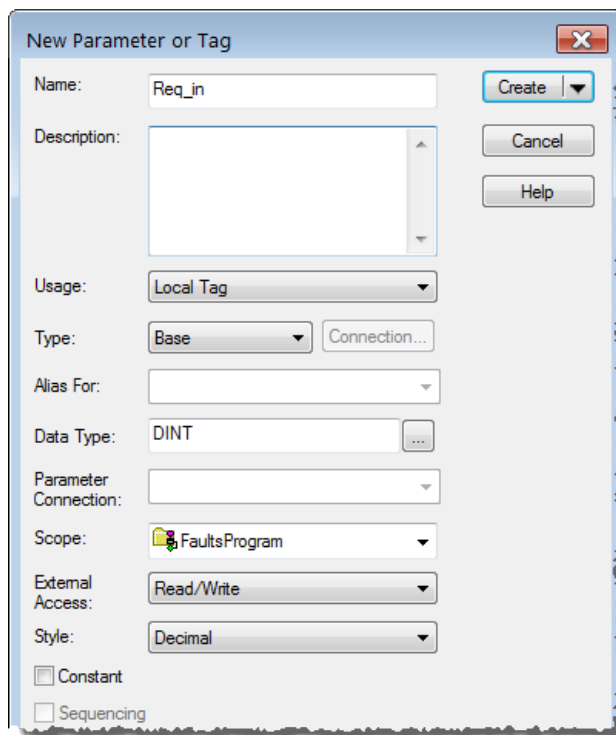 New Parameter or Tag
Name: Req_in Create
Description: Cancel
Help
Usage: Local Tag
Type: Base Connection...
Alias For:
Data Type: DINT ...
Parameter
Connection:
Scope: FaultsProgram
External
Access: Read/Write
Style: Decimal
Constant
Sequencing